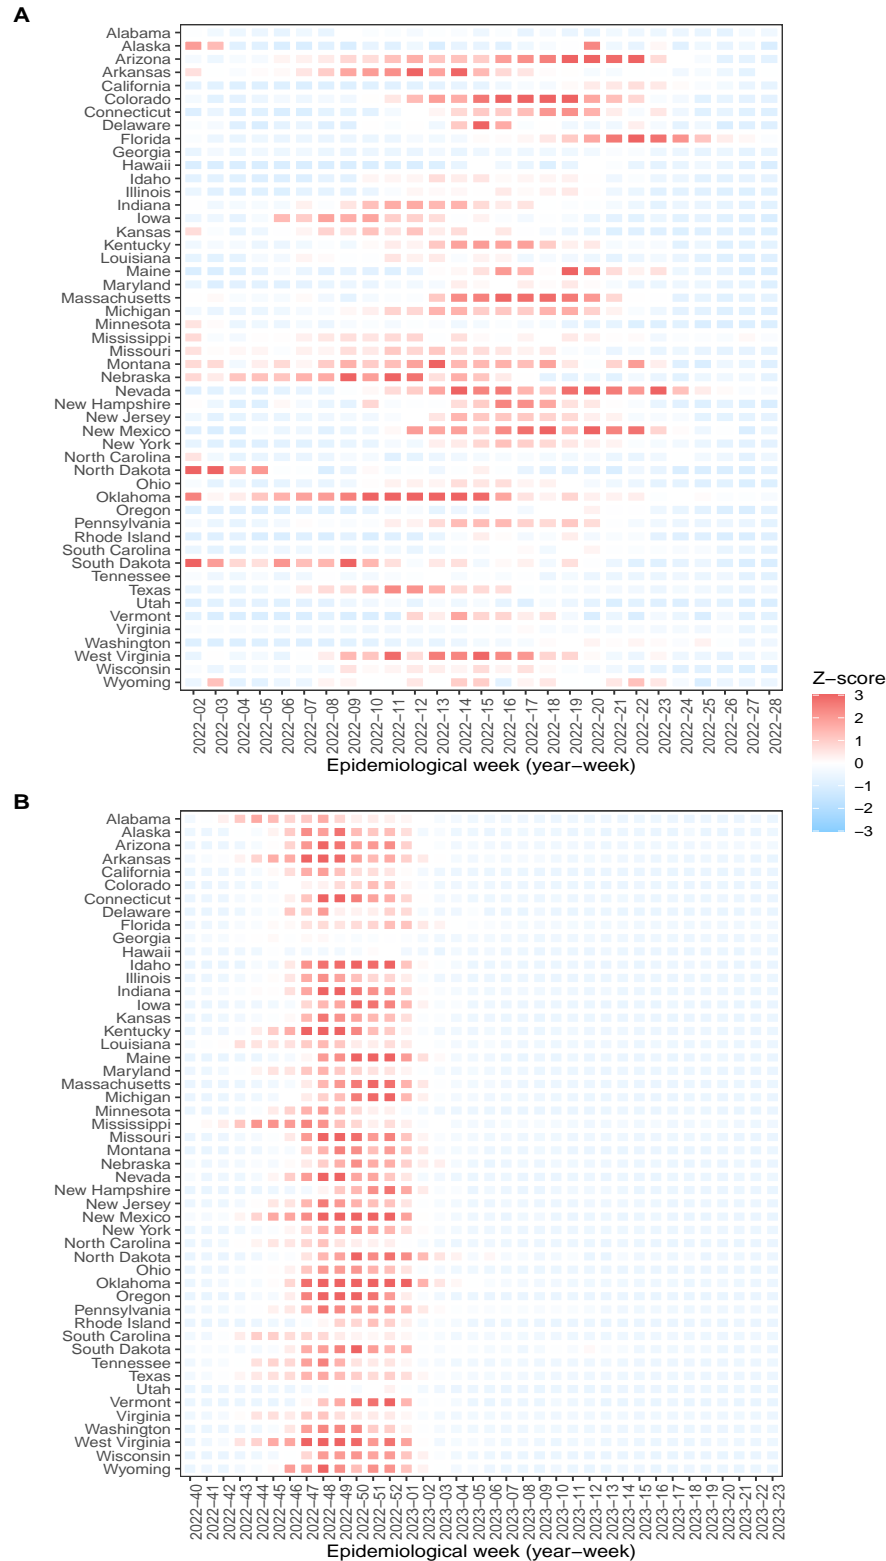 A
Alabama
Alaska
Arizona
Arkansas
California
Colorado
Connecticut
Delaware
Florida
Georgia
Hawaii
Idaho
Illinois
Indiana
Iowa
Kansas
Kentucky
Louisiana
Maine
Maryland
Massachusetts
Michigan
Minnesota
Mississippi
Missouri
Montana
Nebraska
Nevada
New Hampshire
New Jersey
New Mexico
New York
North Carolina
North Dakota
Ohio
Oklahoma
Oregon
Pennsylvania
Rhode Island
South Carolina
South Dakota
Tennessee
Texas
Utah
Vermont
Virginia
Washington
West Virginia
Wisconsin
Wyoming
2022−02
2022−03
2022−04
2022−05
2022−06
2022−07
2022−08
2022−09
2022−10
2022−11
2022−12
2022−13
2022−14
2022−15
2022−16
2022−17
2022−18
2022−19
2022−20
2022−21
2022−22
2022−23
2022−24
2022−25
2022−26
2022−27
2022−28
Epidemiological week (year−week)
Z−score
3
2
1
0
−1
−2
−3
B
Alabama
Alaska
Arizona
Arkansas
California
Colorado
Connecticut
Delaware
Florida
Georgia
Hawaii
Idaho
Illinois
Indiana
Iowa
Kansas
Kentucky
Louisiana
Maine
Maryland
Massachusetts
Michigan
Minnesota
Mississippi
Missouri
Montana
Nebraska
Nevada
New Hampshire
New Jersey
New Mexico
New York
North Carolina
North Dakota
Ohio
Oklahoma
Oregon
Pennsylvania
Rhode Island
South Carolina
South Dakota
Tennessee
Texas
Utah
Vermont
Virginia
Washington
West Virginia
Wisconsin
Wyoming
2022−40
2022−41
2022−42
2022−43
2022−44
2022−45
2022−46
2022−47
2022−48
2022−49
2022−50
2022−51
2022−52
2023−01
2023−02
2023−03
2023−04
2023−05
2023−06
2023−07
2023−08
2023−09
2023−10
2023−11
2023−12
2023−13
2023−14
2023−15
2023−16
2023−17
2023−18
2023−19
2023−20
2023−21
2023−22
2023−23
Epidemiological week (year−week)